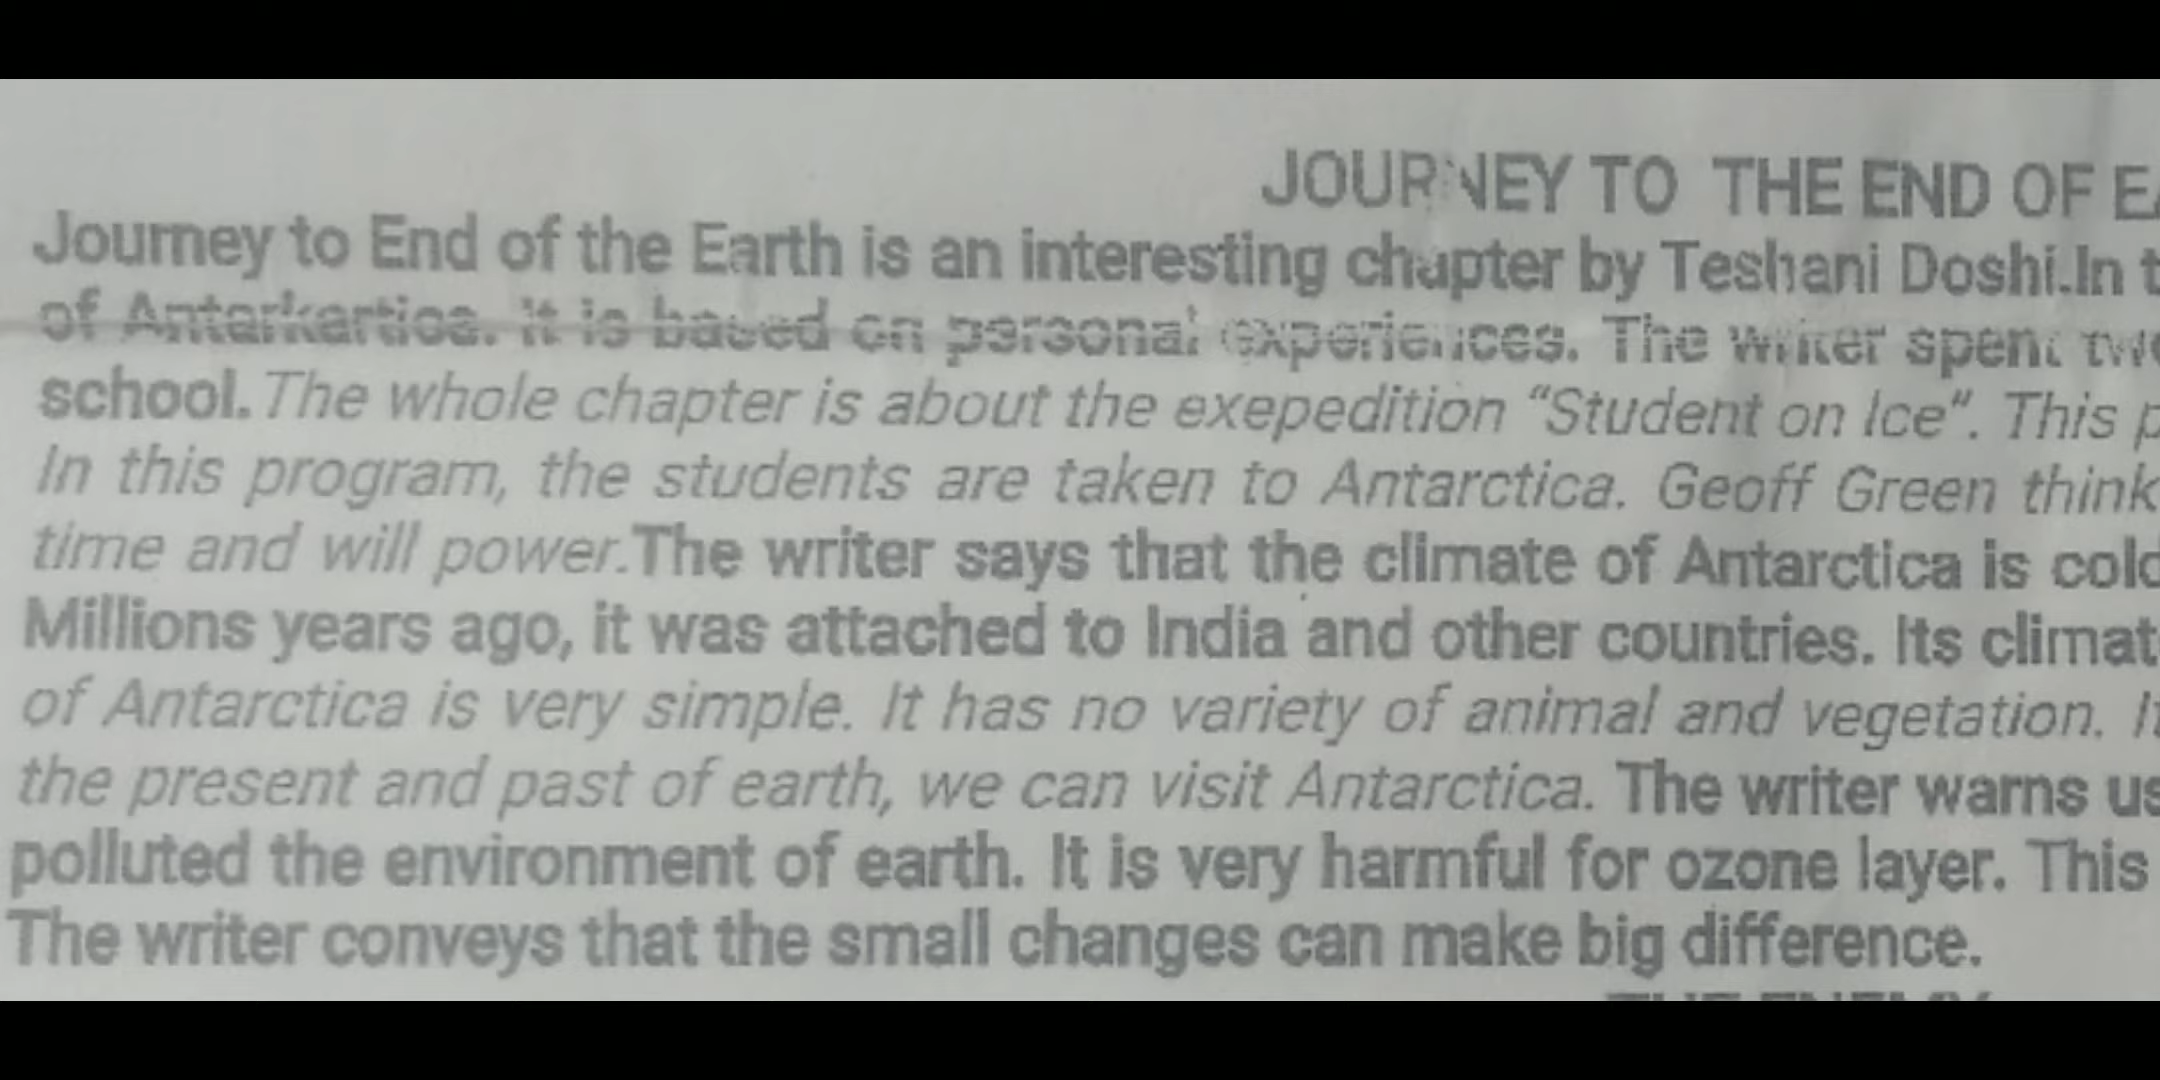 JOURNEY TO THE END OF
Journey to End of the Earth is an interesting chapter by Teshani Doshi.In
of Antarkartica. it is based on personal experiences. The writer spent
school. The whole chapter is about the exepedition “Student on Ice”. This
In this program, the students are taken to Antarctica. Geoff Green think
time and will power.The writer says that the climate of Antarctica is
Millions years ago, it was attached to India and other countries. Its
of Antarctica is very simple. It has no variety of animal and vegetation.
the present and past of earth, we can visit Antarctica. The writer warns us
polluted the environment of earth. It is very harmful for ozone layer. This
The writer conveys that the small changes can make big difference.